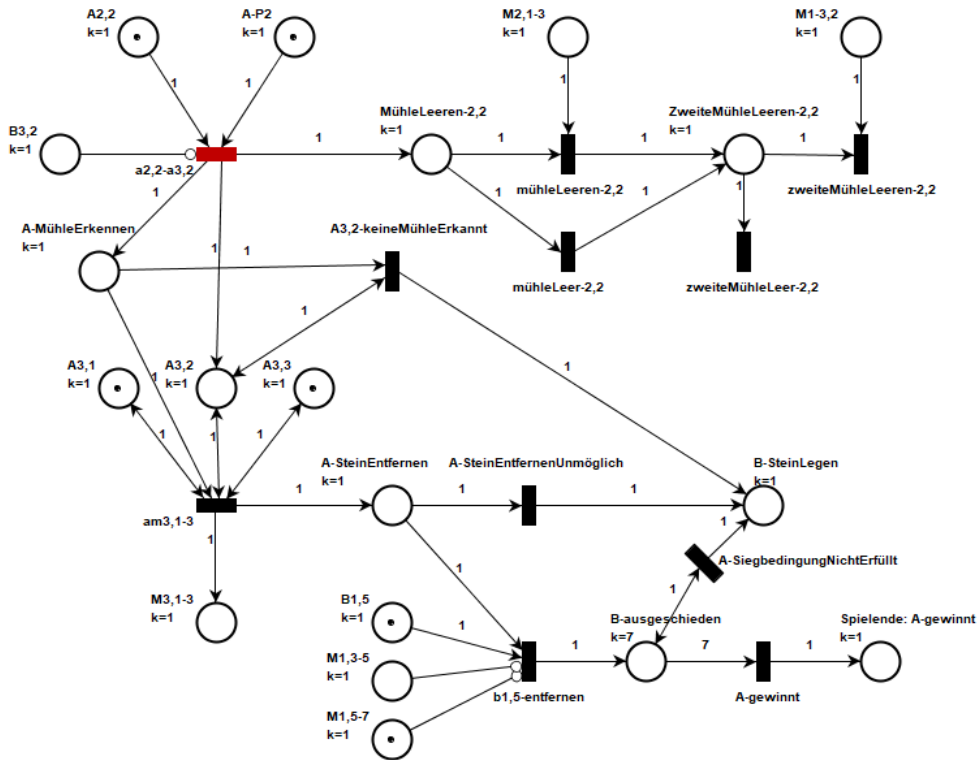 A2,2
k=1
A-P2
k=1
M2,1-3
k=1
M1-3,2
k=1
1
1
1
1
B3,2
k=1
a2,2-a3,2
1
MühleLeeren-2,2
k=1
1
mühleLeeren-2,2
1
ZweiteMühleLeeren-2,2
k=1
1
zweiteMühleLeeren-2,2
1
1
1
1
mühleLeer-2,2
zweiteMühleLeer-2,2
A-MühleErkennen
k=1
1
1
A3,2-keineMühleErkannt
1
1
A3,1
k=1
A3,2
k=1
A3,3
k=1
1
1
1
1
am3,1-3
1
A-SteinEntfernen
k=1
1
A-SteinEntfernenUnmöglich
1
B-SteinLegen
k=1
1
M3,1-3
k=1
1
1
A-SiegbedingungNichtErfüllt
1
B1,5
k=1
1
M1,3-5
k=1
M1,5-7
k=1
b1,5-entfernen
1
B-ausgeschieden
k=7
7
A-gewinnt
1
Spielende: A-gewinnt
k=1